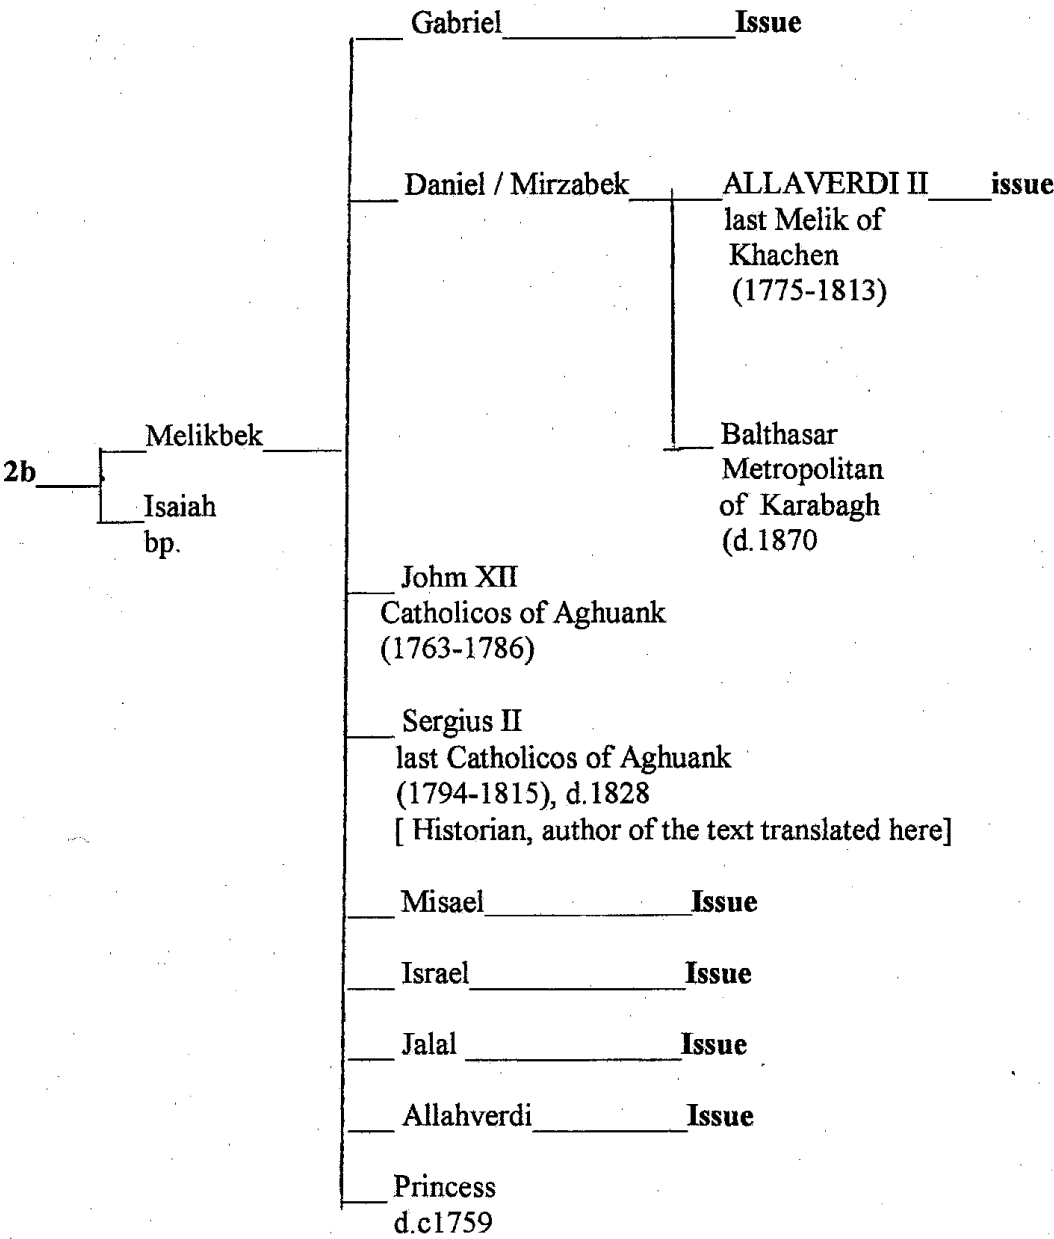 Gabriel Issue
Daniel / Mirzabek ALLAVERDI II issue
last Melik of
Khachen
(1775-1813)
Melikbek
2b
Isaiah
bp.
Balthasar
Metropolitan
of Karabagh
(d.1870
Johm XII
Catholicos of Aghuank
(1763-1786)
Sergius II
last Catholicos of Aghuank
(1794-1815), d.1828
[ Historian, author of the text translated here]
Misael Issue
Israel Issue
Jalal Issue
Allahverdi Issue
Princess
d.c1759